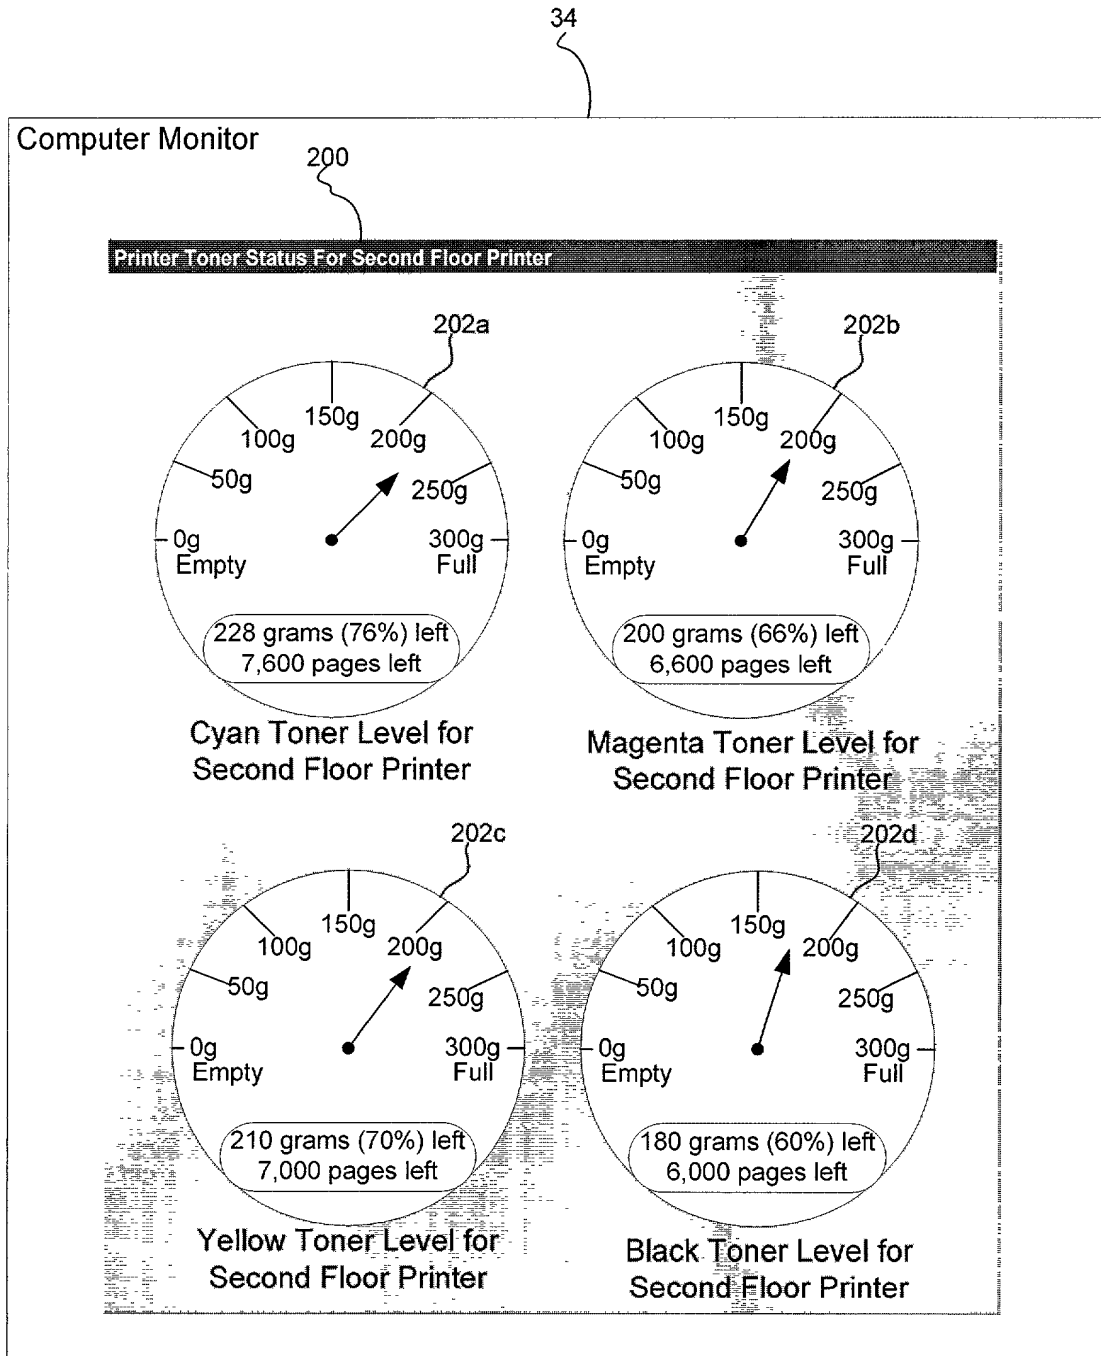 34
Computer Monitor
200
Printer Toner Status For Second Floor Printer
202a
0g
Empty
50g
100g
150g
200g
250g
300g
Full
228 grams (76%) left
7,600 pages left
Cyan Toner Level for
Second Floor Printer
202b
0g
Empty
50g
100g
150g
200g
250g
300g
Full
200 grams (66%) left
6,600 pages left
Magenta Toner Level for
Second Floor Printer
202c
0g
Empty
50g
100g
150g
200g
250g
300g
Full
210 grams (70%) left
7,000 pages left
Yellow Toner Level for
Second Floor Printer
202d
0g
Empty
50g
100g
150g
200g
250g
300g
Full
180 grams (60%) left
6,000 pages left
Black Toner Level for
Second Floor Printer